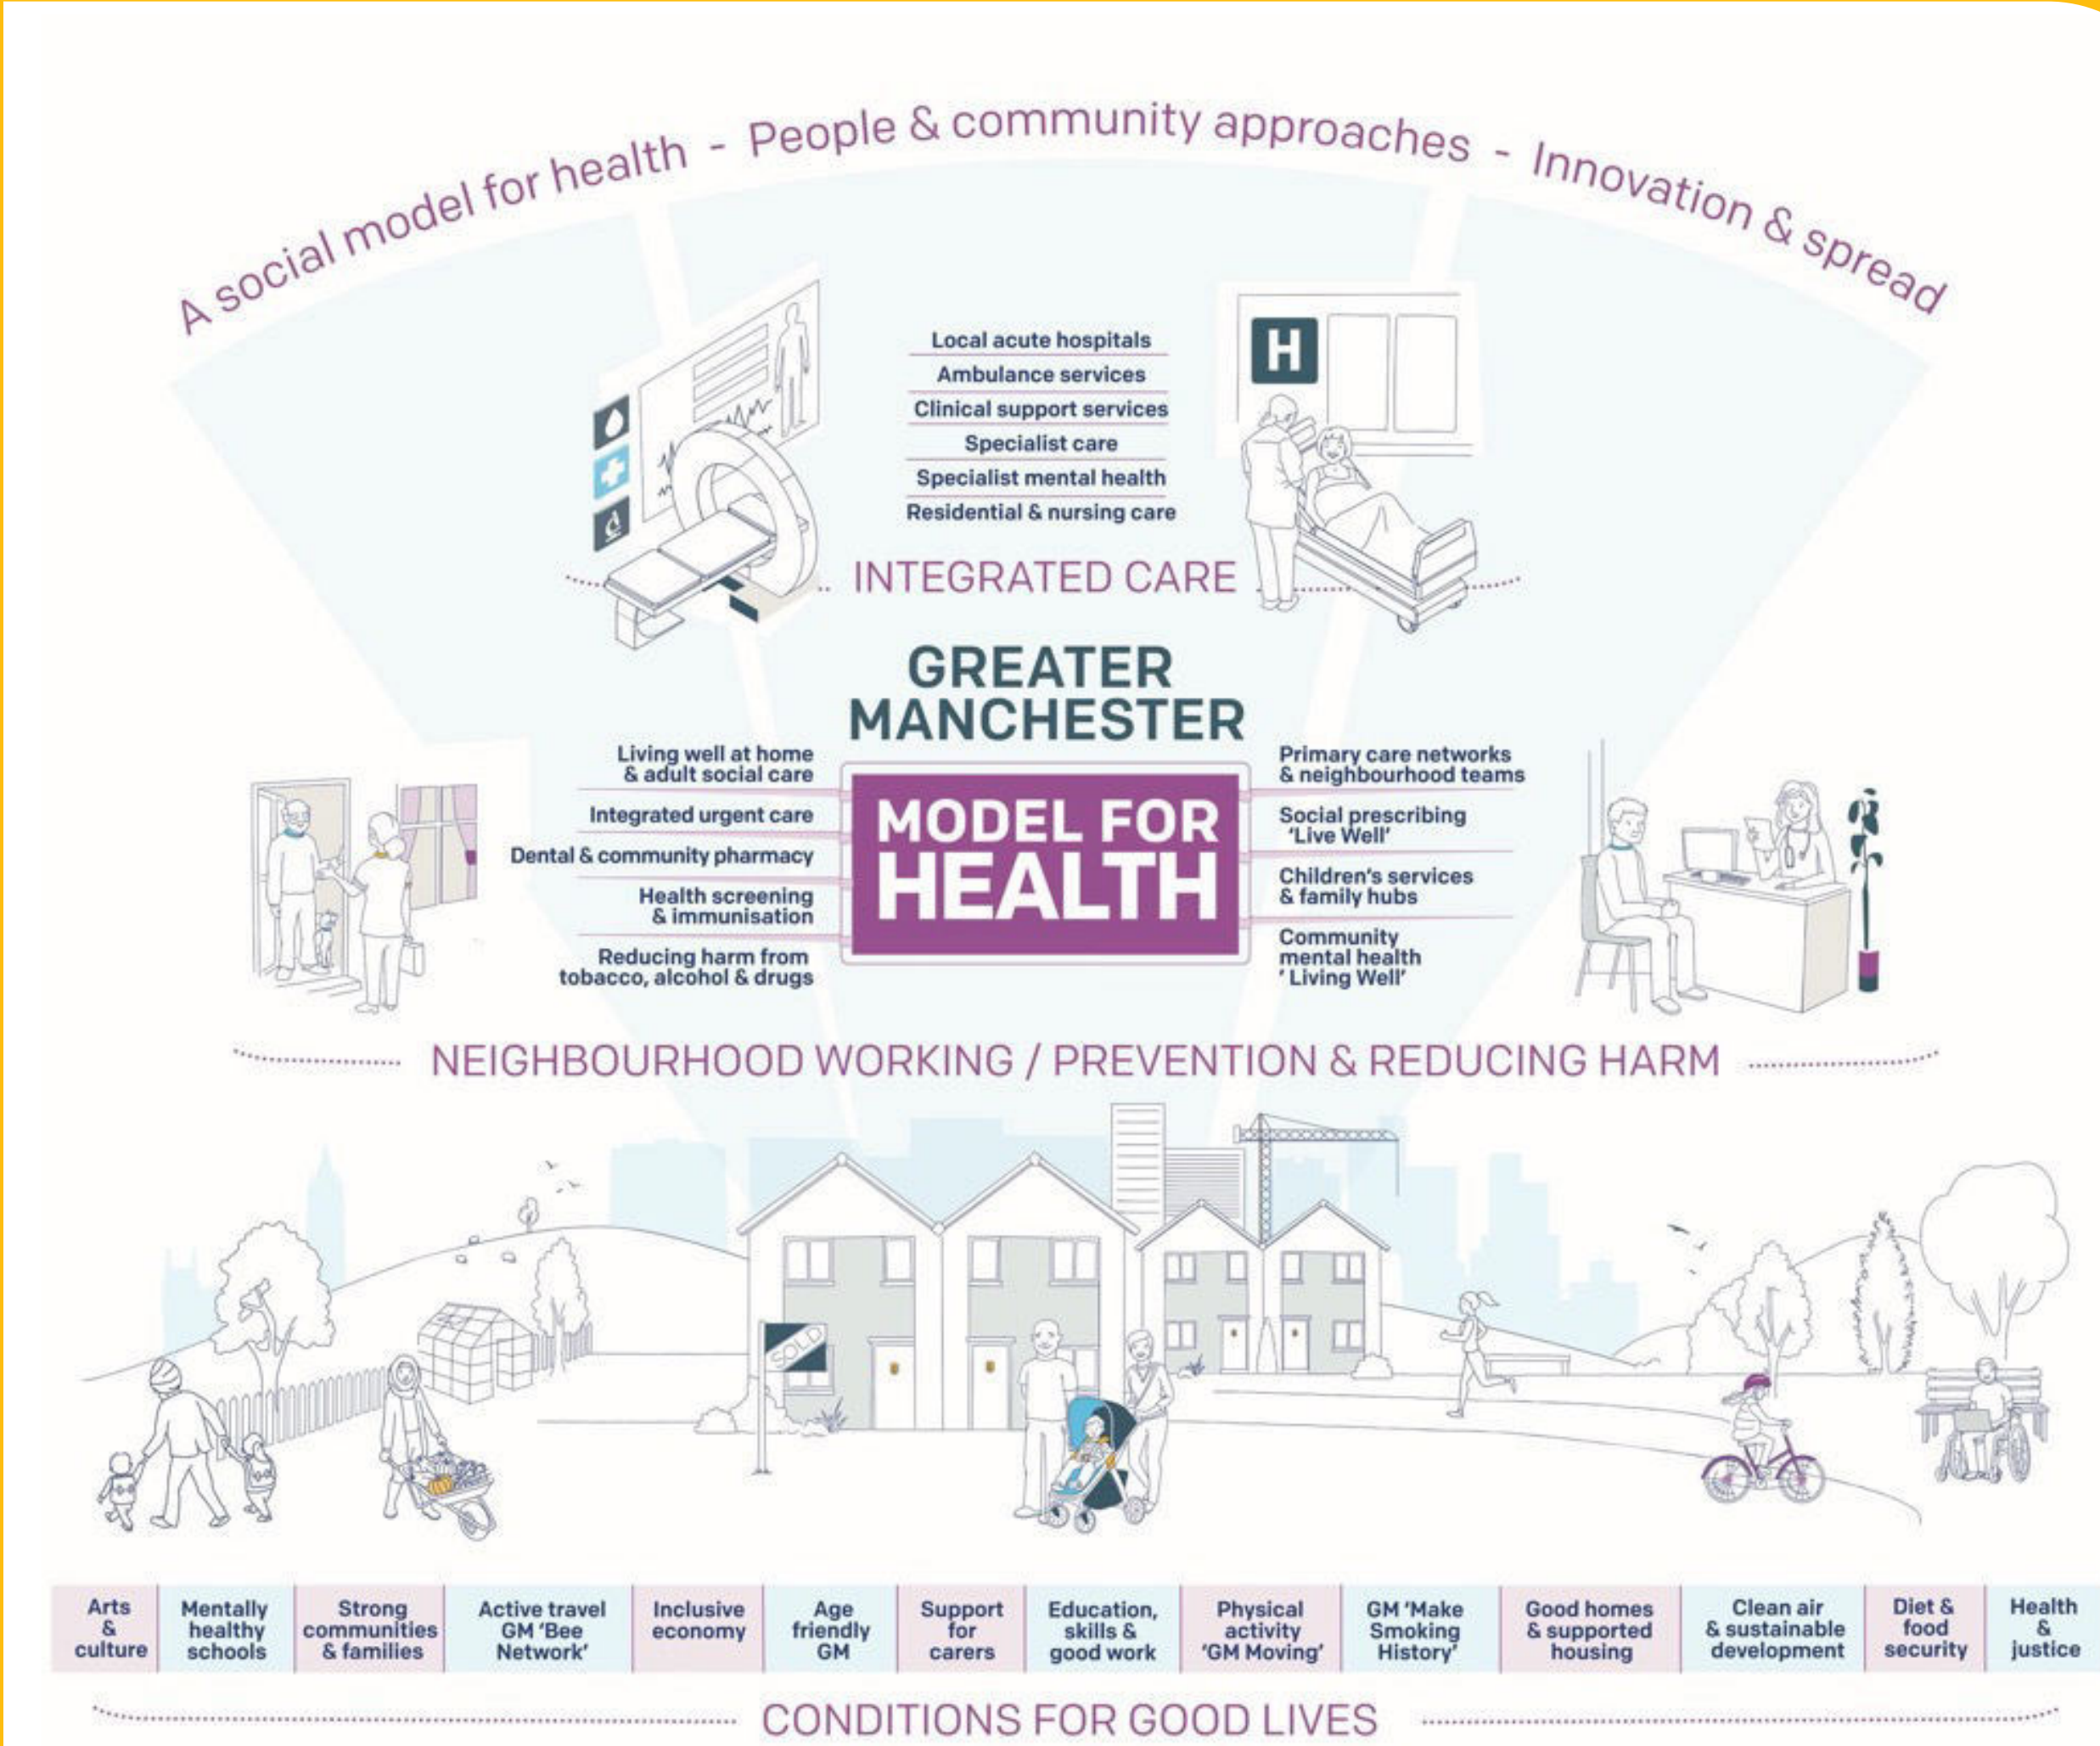 A social model for health - People & community approaches - Innovation & spread
H
Local acute hospitals
Ambulance services
Clinical support services
Specialist care
Specialist mental health
Residential & nursing care
INTEGRATED CARE
GREATER
MANCHESTER
MODEL FOR
HEALTH
Living well at home
& adult social care
Integrated urgent care
Dental & community pharmacy
Health screening
& immunisation
Reducing harm from
tobacco, alcohol & drugs
Primary care networks
& neighbourhood teams
Social prescribing
'Live Well'
Children's services
& family hubs
Community
mental health
' Living Well'
NEIGHBOURHOOD WORKING / PREVENTION & REDUCING HARM
SOLD
Arts
&
culture
Mentally
healthy
schools
Strong
communities
& families
Active travel
GM 'Bee
Network'
Inclusive
economy
Age
friendly
GM
Support
for
carers
Education,
skills &
good work
Physical
activity
'GM Moving'
GM 'Make
Smoking
History'
Good homes
& supported
housing
Clean air
& sustainable
development
Diet &
food
security
Health
&
justice
CONDITIONS FOR GOOD LIVES